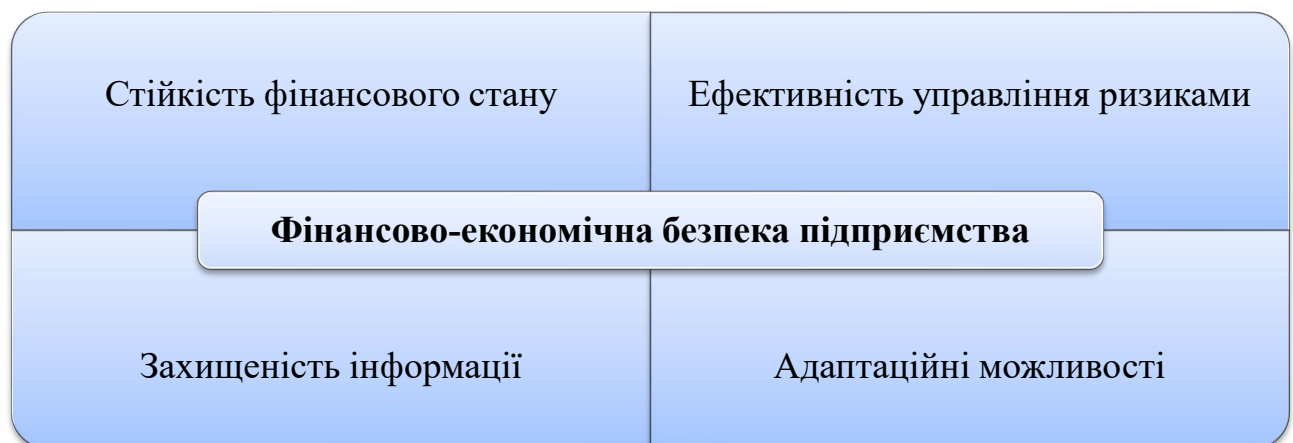 Стійкість фінансового стану
Ефективність управління ризиками
Фінансово-економічна безпека підприємства
Захищеність інформації
Адаптаційні можливості